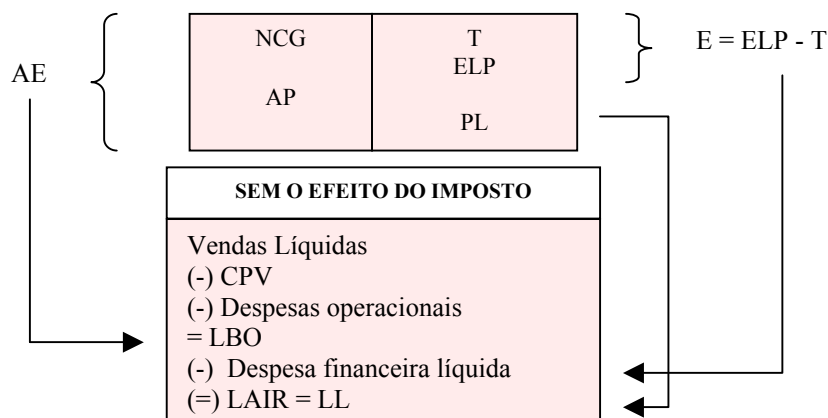 NCG T E = ELP - T
ELP
AE
AP
PL
SEM O EFEITO DO IMPOSTO
Vendas Líquidas
(-) CPV
(-) Despesas operacionais
= LBO
(-) Despesa financeira líquida
(=) LAIR = LL